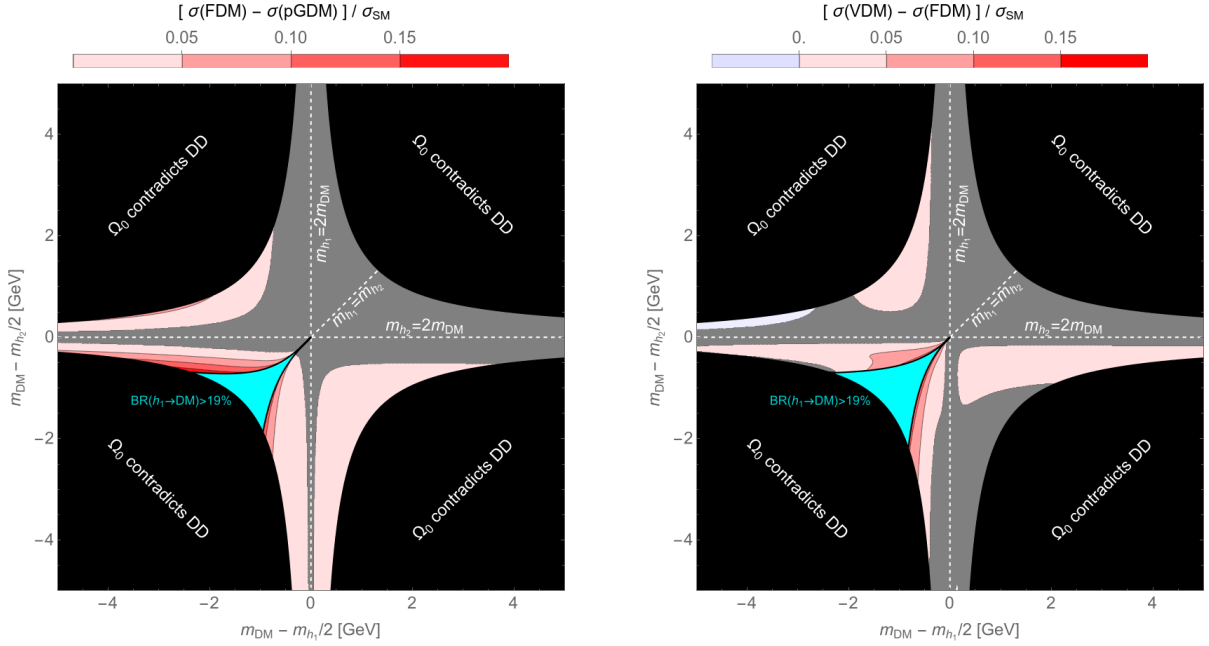 [ σ(FDM) − σ(pGDM) ] / σSM
0.05 0.10 0.15
Ω0 contradicts DD
Ω0 contradicts DD
mh1=2mDM
mh1=mh2
mh2=2mDM
BR(h1→DM)>19%
Ω0 contradicts DD
Ω0 contradicts DD
4
2
0
−2
−4
mDM − mh2/2 [GeV]
−4 −2 0 2 4
mDM − mh1/2 [GeV]
[ σ(VDM) − σ(FDM) ] / σSM
0. 0.05 0.10 0.15
Ω0 contradicts DD
Ω0 contradicts DD
mh1=2mDM
mh1=mh2
mh2=2mDM
BR(h1→DM)>19%
Ω0 contradicts DD
Ω0 contradicts DD
4
2
0
−2
−4
mDM − mh2/2 [GeV]
−4 −2 0 2 4
mDM − mh1/2 [GeV]